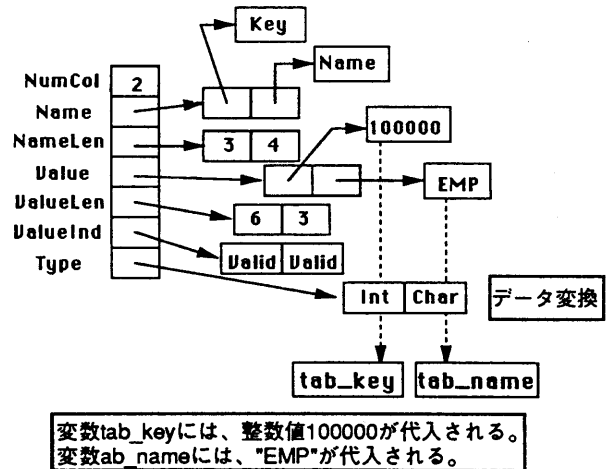 Key
Name
NumCol 2
Name
NameLen 3 4
100000
Value
EMP
ValueLen 6 3
ValueInd Valid Valid
Type
Int Char データ変換
tab_key tab_name
変数tab_keyには、整数値100000が代入される。
変数ab_nameには、"EMP"が代入される。